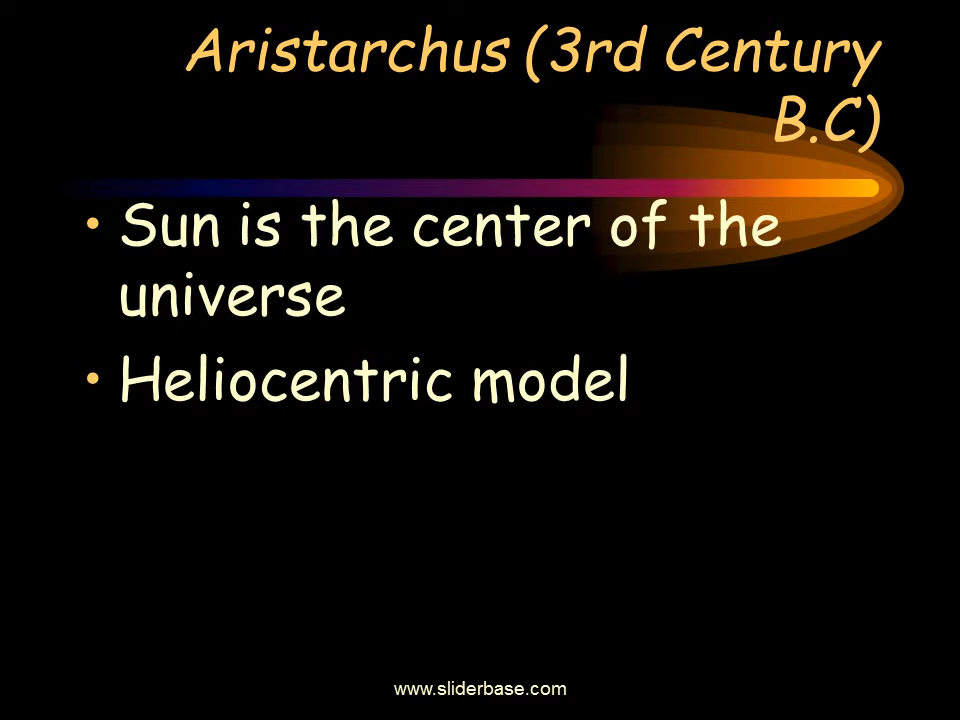 Aristarchus (3rd Century
B.C)
• Sun is the center of the
universe
• Heliocentric model
www.sliderbase.com